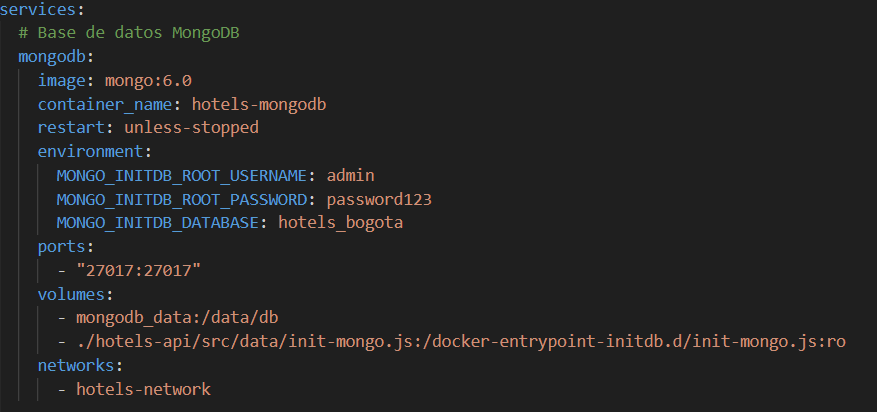 services:
  # Base de datos MongoDB
  mongodb:
    image: mongo:6.0
    container_name: hotels-mongodb
    restart: unless-stopped
    environment:
      MONGO_INITDB_ROOT_USERNAME: admin
      MONGO_INITDB_ROOT_PASSWORD: password123
      MONGO_INITDB_DATABASE: hotels_bogota
    ports:
      - "27017:27017"
    volumes:
      - mongodb_data:/data/db
      - ./hotels-api/src/data/init-mongo.js:/docker-entrypoint-initdb.d/init-mongo.js:ro
    networks:
      - hotels-network